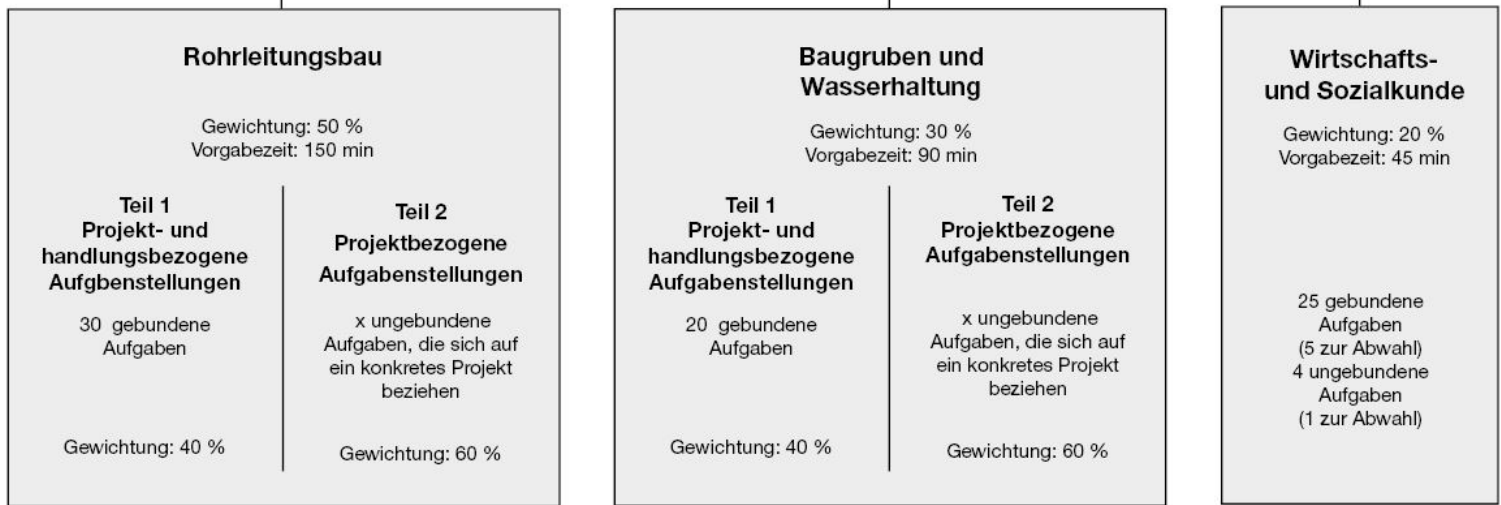 Rohrleitungsbau
Gewichtung: 50 %
Vorgabezeit: 150 min
Teil 1
Projekt- und
handlungsbezogene
Aufgbenstellungen
30 gebundene
Aufgaben
Gewichtung: 40 %
Teil 2
Projektbezogene
Aufgabenstellungen
x ungebundene
Aufgaben, die sich auf
ein konkretes Projekt
beziehen
Gewichtung: 60 %
Baugruben und
Wasserhaltung
Gewichtung: 30 %
Vorgabezeit: 90 min
Teil 1
Projekt- und
handlungsbezogene
Aufgabenstellungen
20 gebundene
Aufgaben
Gewichtung: 40 %
Teil 2
Projektbezogene
Aufgabenstellungen
x ungebundene
Aufgaben, die sich auf
ein konkretes Projekt
beziehen
Gewichtung: 60 %
Wirtschafts-
und Sozialkunde
Gewichtung: 20 %
Vorgabezeit: 45 min
25 gebundene
Aufgaben
(5 zur Abwahl)
4 ungebundene
Aufgaben
(1 zur Abwahl)